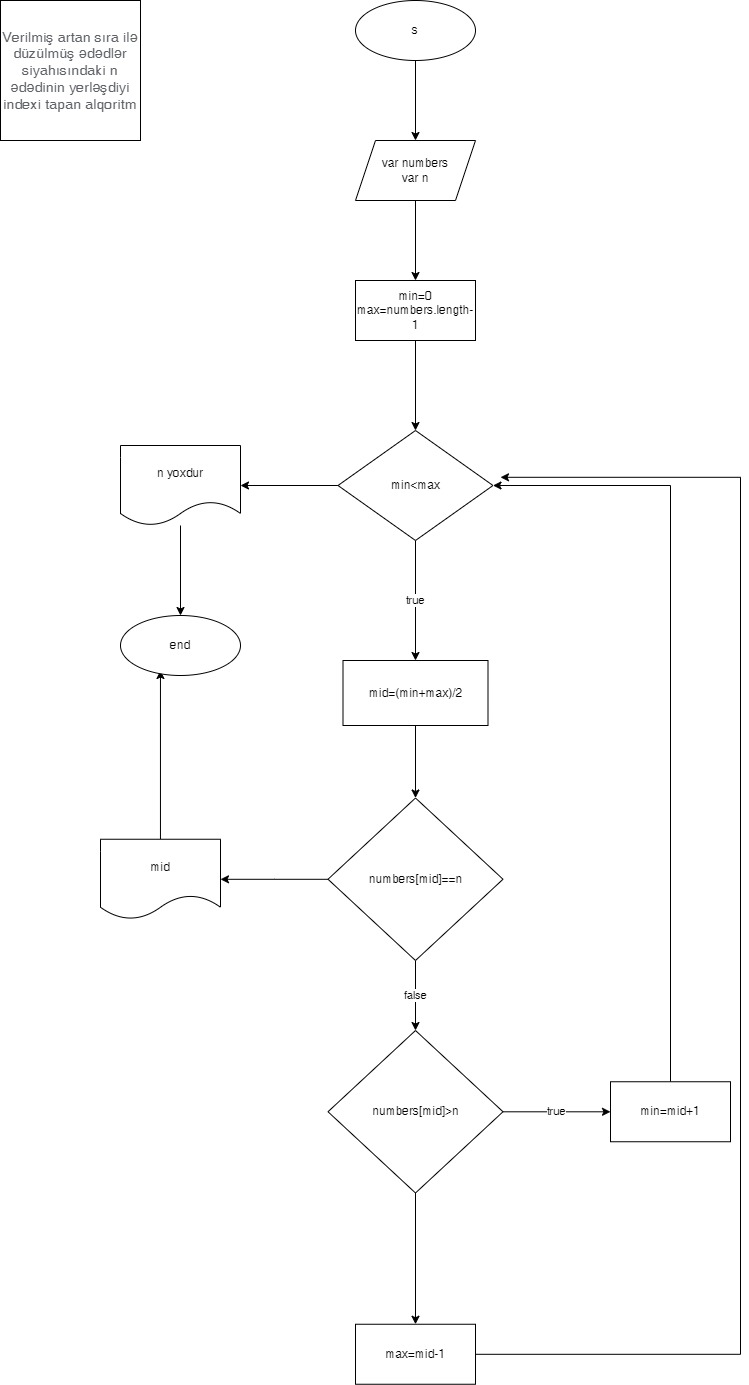 Verilmiş artan sıra ilə
düzülmüş ədədlər
siyahısındaki n
ədədinin yerləşdiyi
indexi tapan alqoritm
s
var numbers
var n
min=0
max=numbers.length-
1
min<max
n yoxdur
true
end
mid=(min+max)/2
numbers[mid]==n
mid
false
numbers[mid]>n
true
min=mid+1
max=mid-1